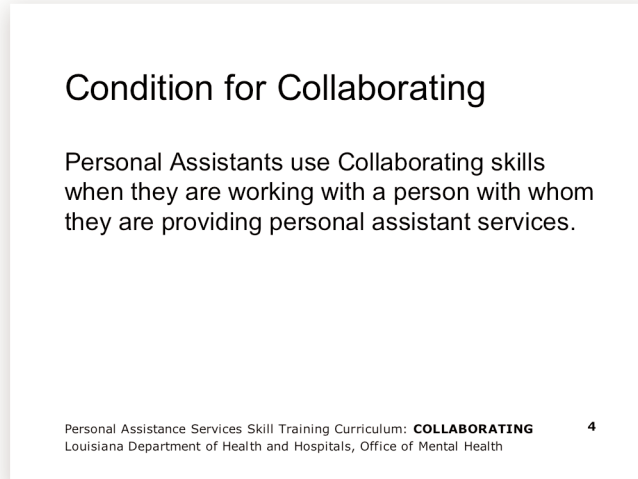 Condition for Collaborating
Personal Assistants use Collaborating skills
when they are working with a person with whom
they are providing personal assistant services.
Personal Assistance Services Skill Training Curriculum: COLLABORATING 4
Louisiana Department of Health and Hospitals, Office of Mental Health